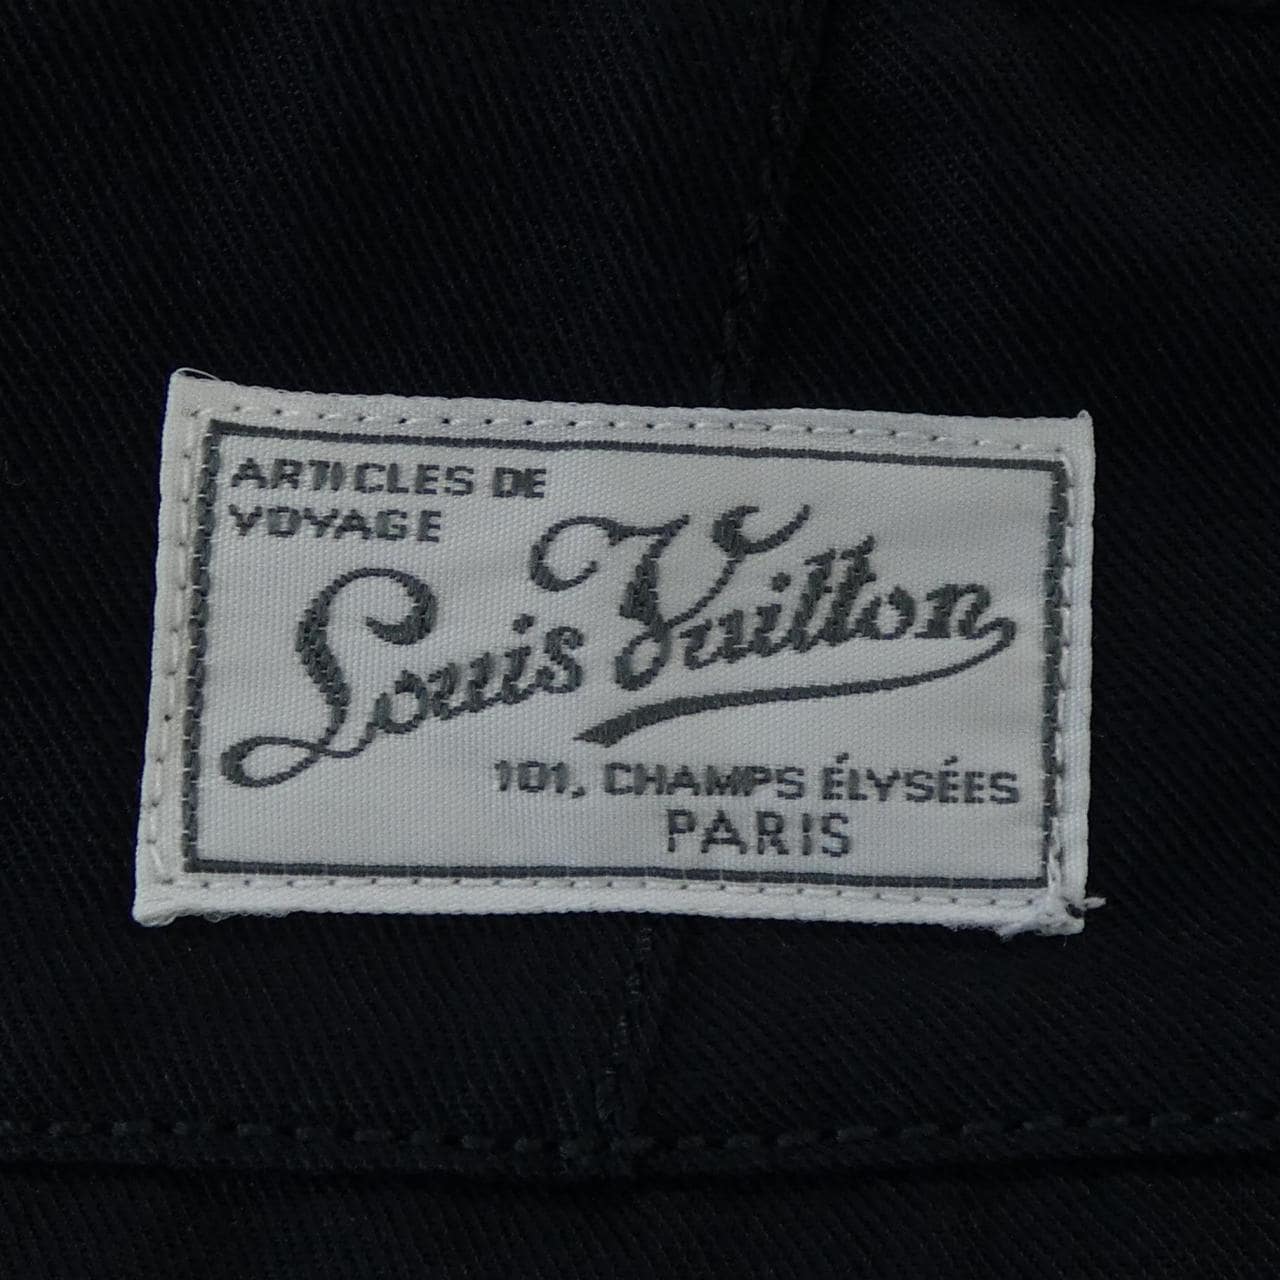 ARTICLES DE
VOYAGE
Louis Vuitton
101, CHAMPS ÉLYSÉES
PARIS